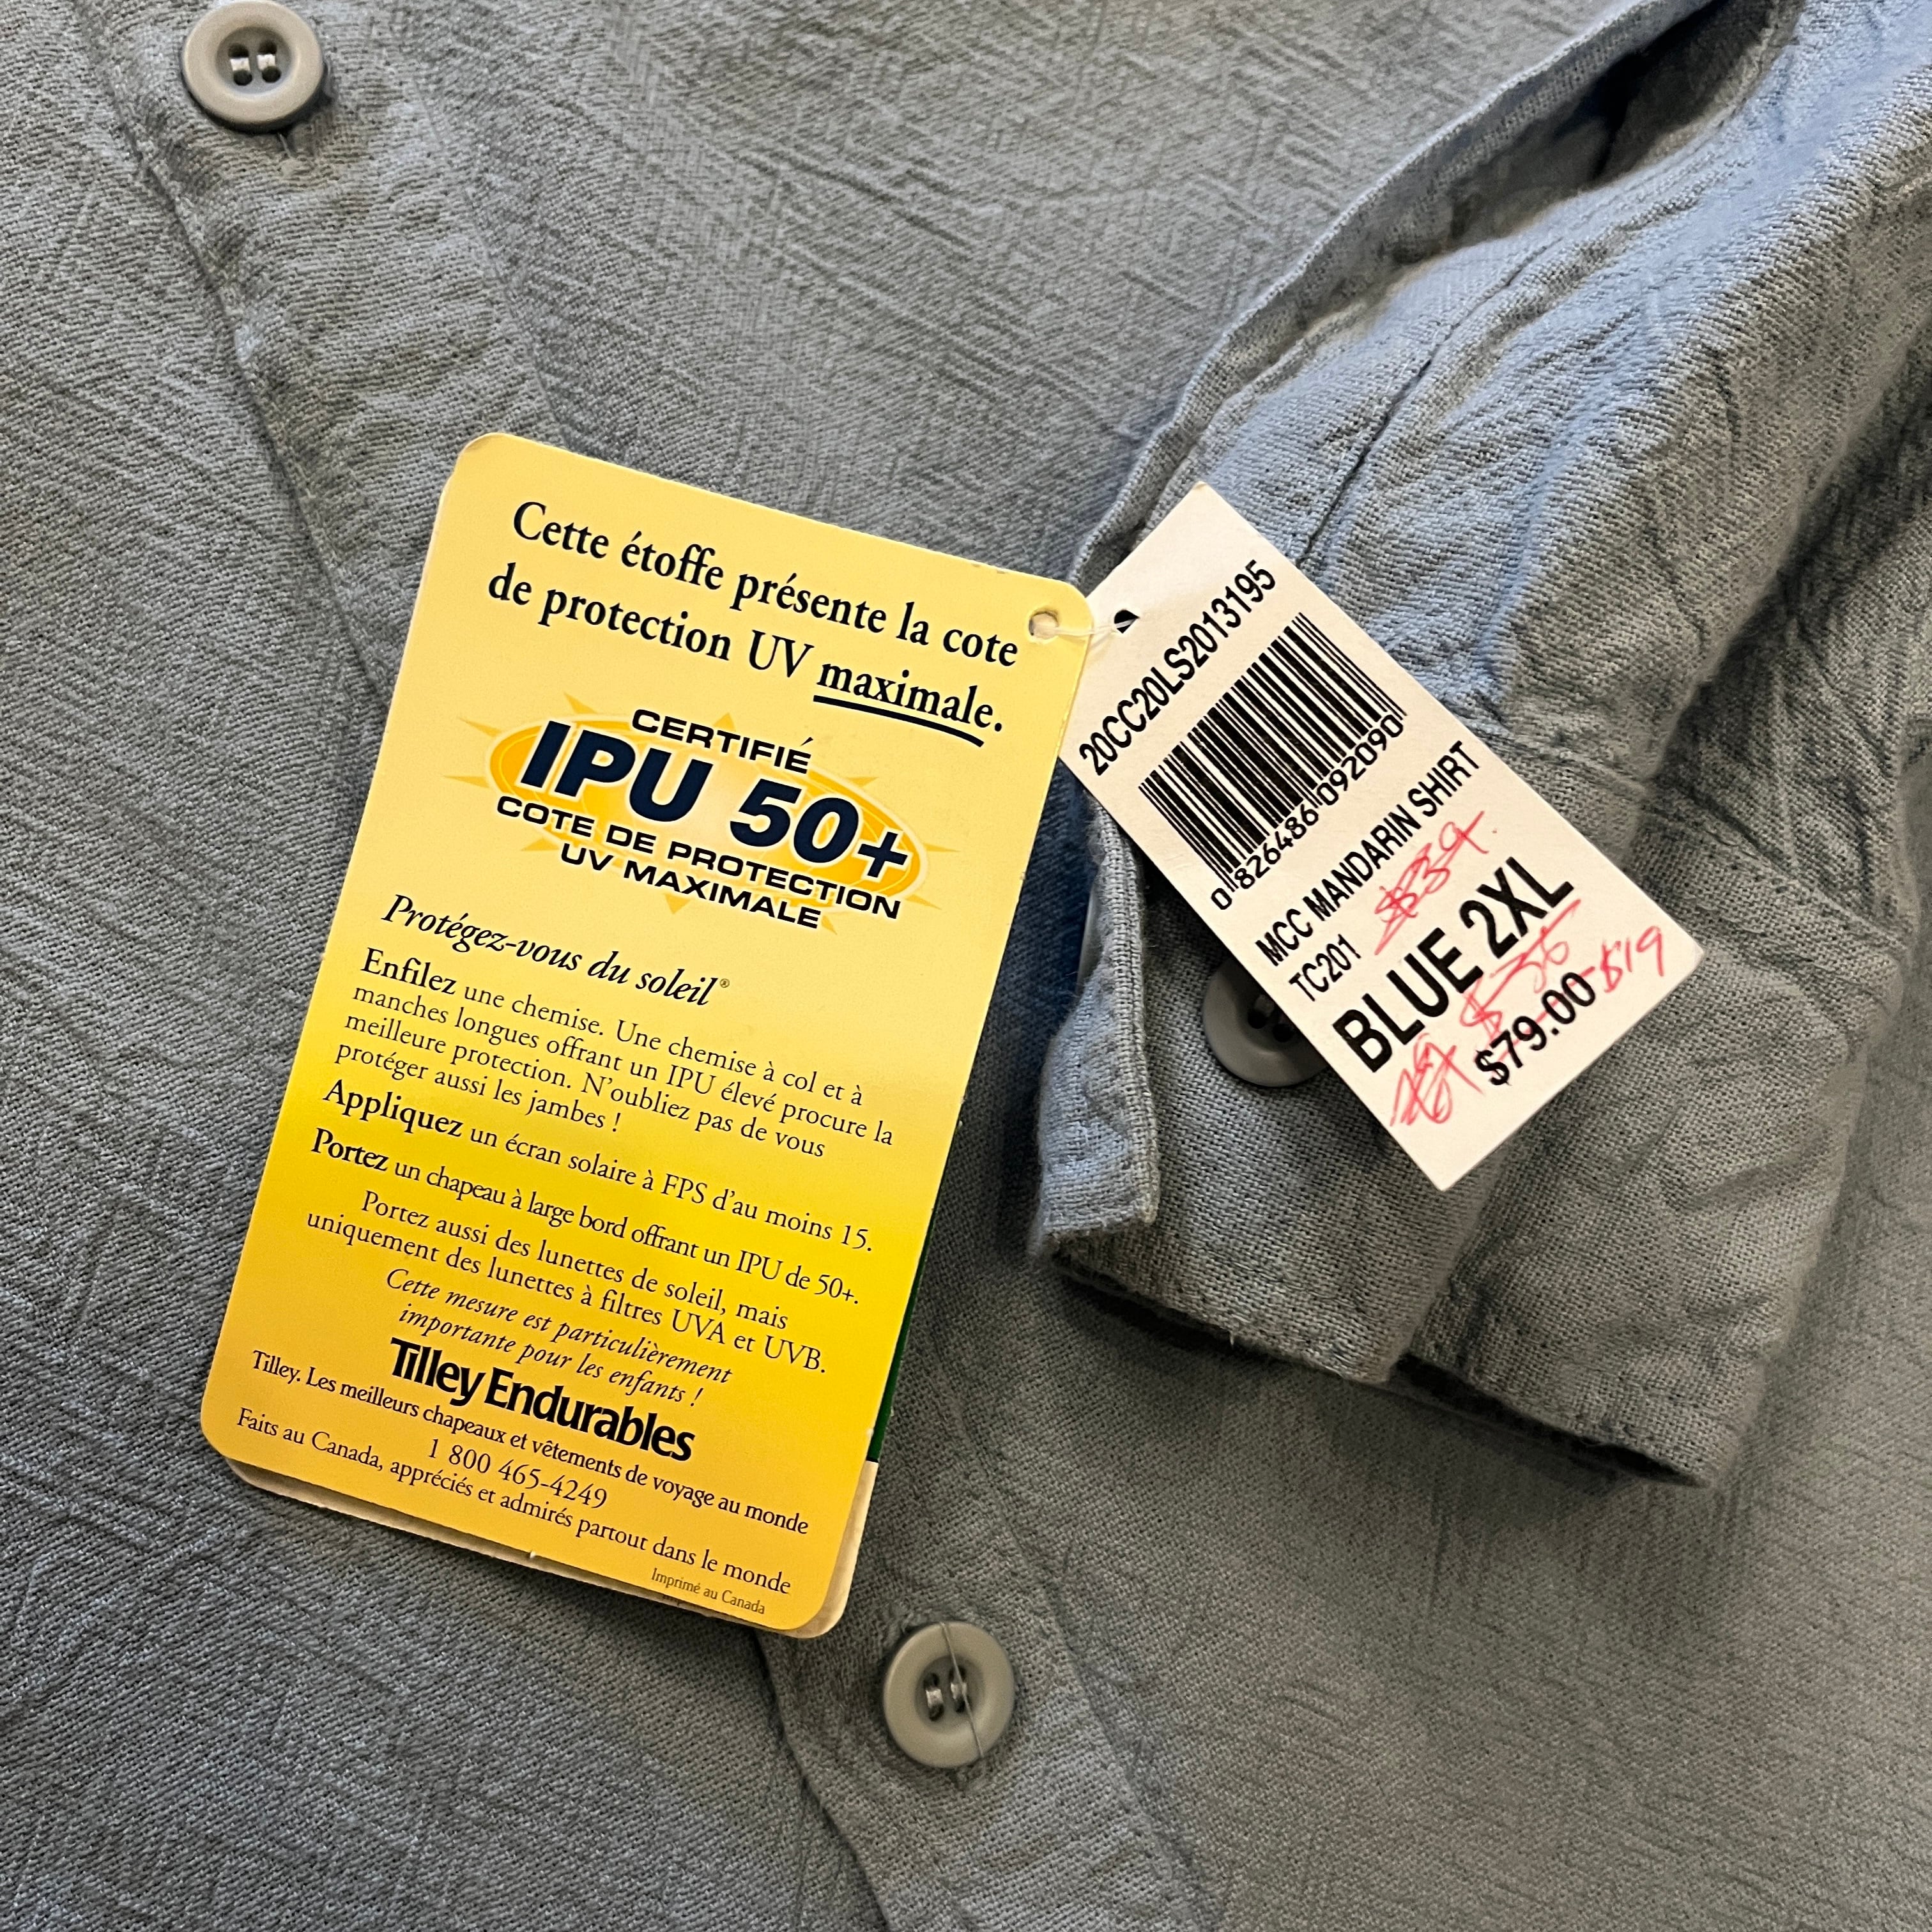 Cette étoffe présente la cote
de protection UV maximale.
CERTIFIÉ
IPU 50+
COTE DE PROTECTION
UV MAXIMALE
Protégez-vous du soleil®
Enfilez une chemise. Une chemise à col et à
manches longues offrant un IPU élevé procure la
meilleure protection. N'oubliez pas de vous
protéger aussi les jambes !
Appliquez un écran solaire à FPS d'au moins 15.
Portez un chapeau à large bord offrant un IPU de 50+.
Portez aussi des lunettes de soleil, mais
uniquement des lunettes à filtres UVA et UVB.
Cette mesure est particulièrement
importante pour les enfants !
Tilley Endurables
Tilley. Les meilleurs chapeaux et vêtements de voyage au monde
1 800 465-4249
Faits au Canada, appréciés et admirés partout dans le monde
Imprimé au Canada
20CC20LS2013195
0 826486 092090
MCC MANDARIN SHIRT
TC201
$39
BLUE 2XL
$79.00
$19